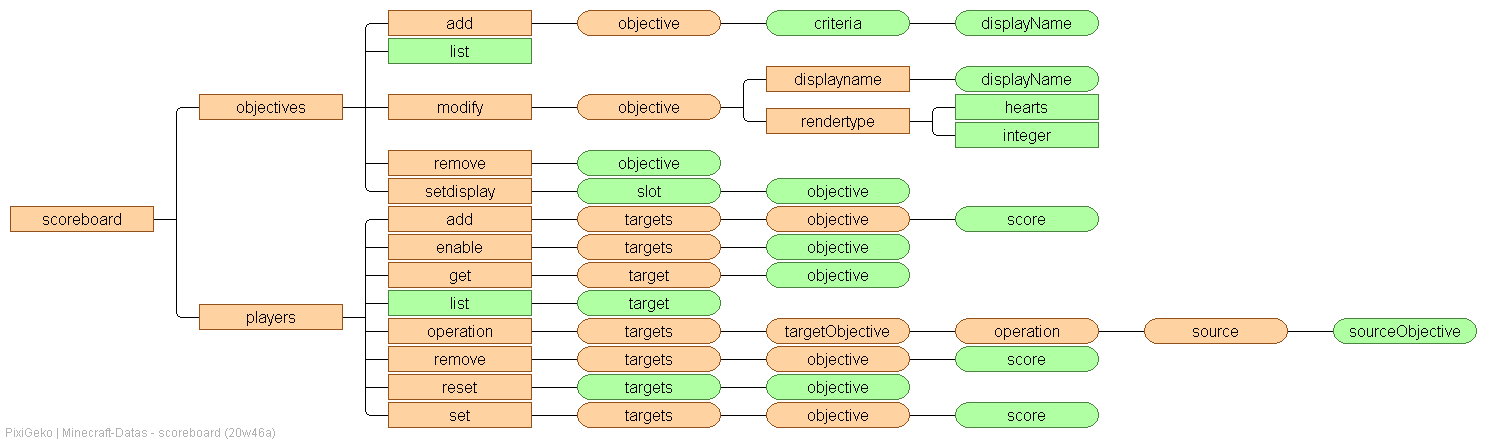 add objective criteria displayName
list
displayname displayName
objectives modify objective hearts
rendertype
integer
remove objective
setdisplay slot objective
scoreboard add targets objective score
enable targets objective
get target objective
list target
players
operation targets targetObjective operation source sourceObjective
remove targets objective score
reset targets objective
set targets objective score
PixiGeko | Minecraft-Datas - scoreboard (20w46a)